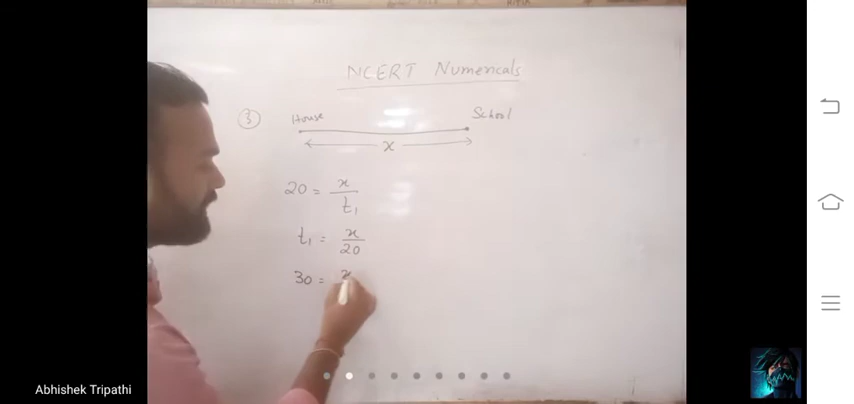 NCERT Numericals
③
House School
x
20 = x / t₁
t₁ = x / 20
30 = x
Abhishek Tripathi